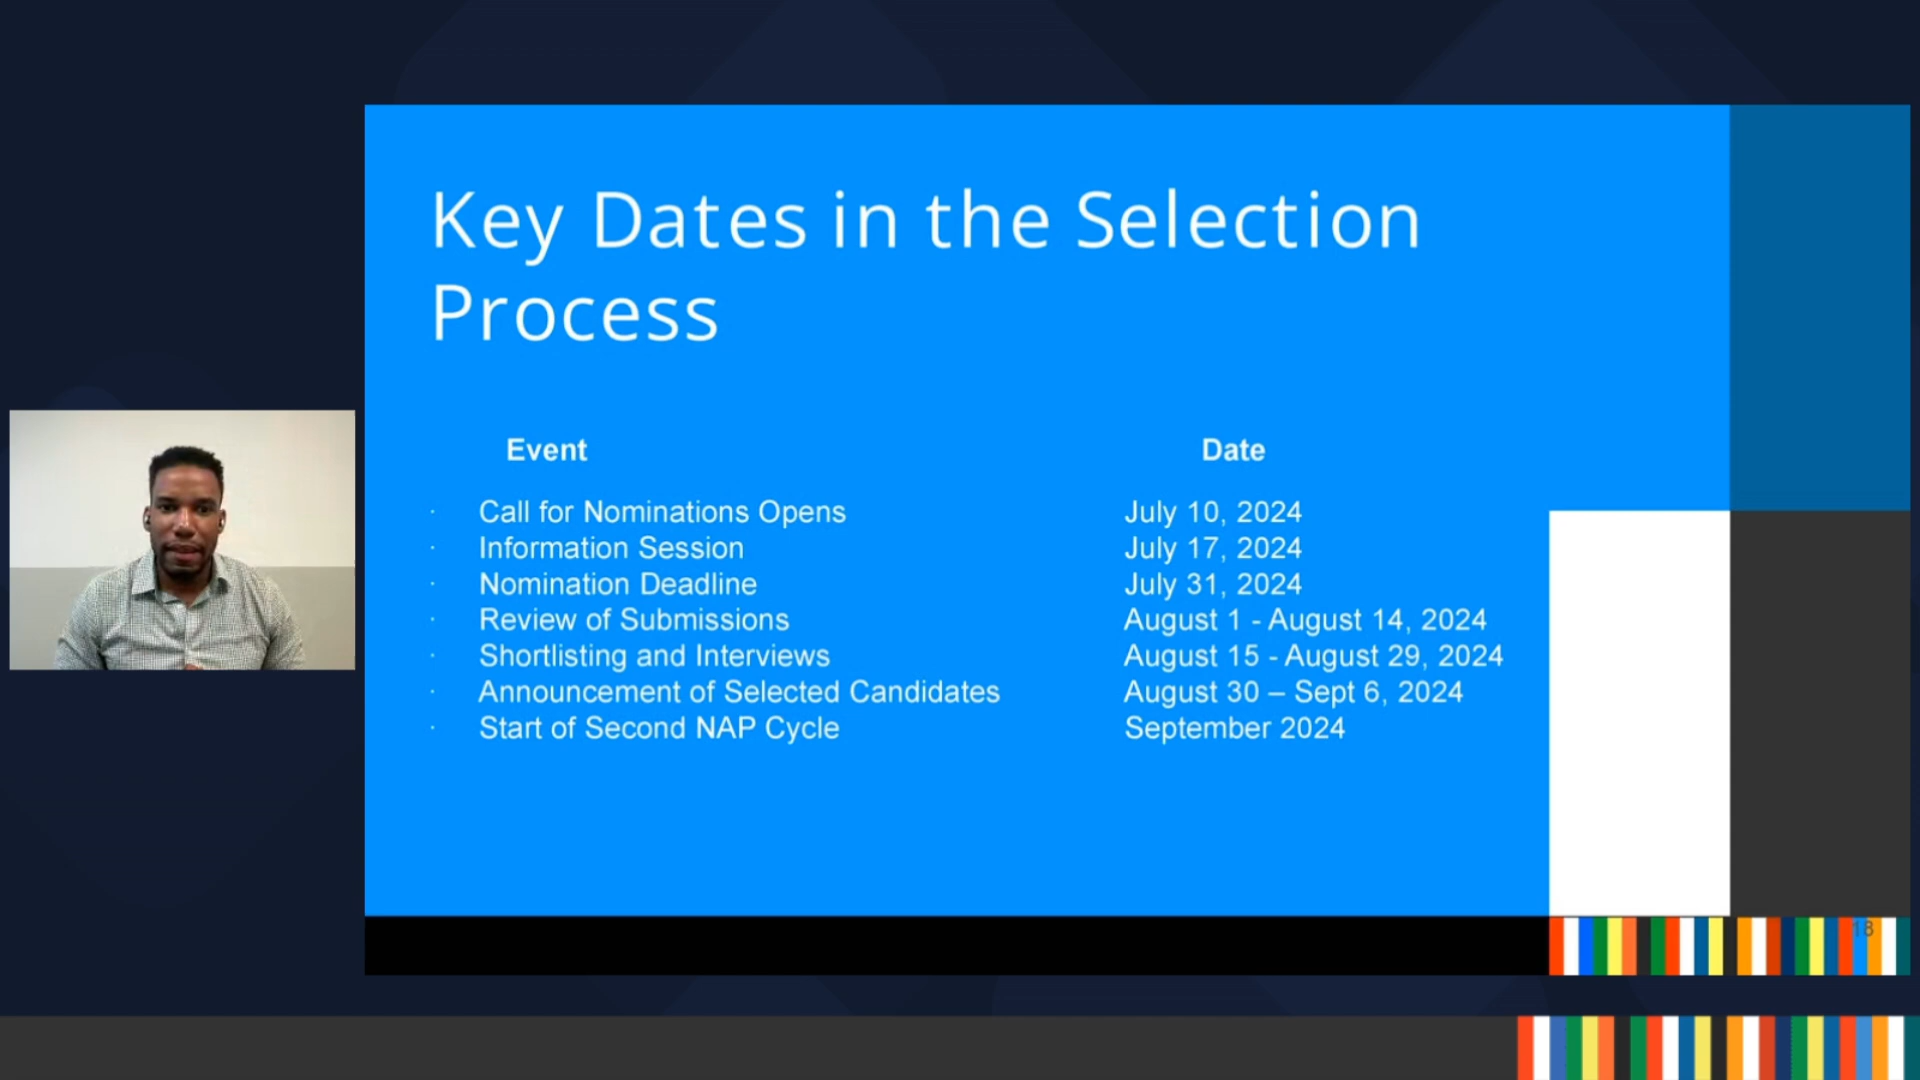 Key Dates in the Selection
Process
Event Date
· Call for Nominations Opens July 10, 2024
· Information Session July 17, 2024
· Nomination Deadline July 31, 2024
· Review of Submissions August 1 - August 14, 2024
· Shortlisting and Interviews August 15 - August 29, 2024
· Announcement of Selected Candidates August 30 – Sept 6, 2024
· Start of Second NAP Cycle September 2024
18